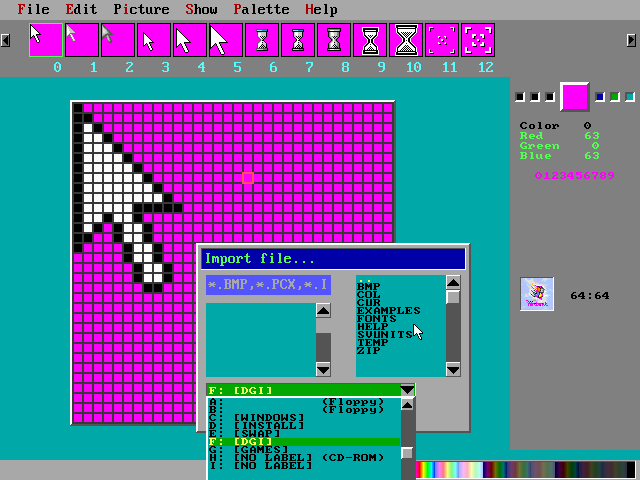 File Edit Picture Show Palette Help
0 1 2 3 4 5 6 7 8 9 10 11 12
Color 0
Red 63
Green 0
Blue 63
0123456789
64:64
Import file...
*.BMP,*.PCX,*.I
..
BMP
COL
CUR
EXAMPLES
FONTS
HELP
SVUNITS
TEMP
ZIP
F: [DGI]
A: (Floppy)
B: (Floppy)
C: [WINDOWS]
D: [INSTALL]
E: [SWAP]
F: [DGI]
G: [GAMES]
H: [NO LABEL] (CD-ROM)
I: [NO LABEL]